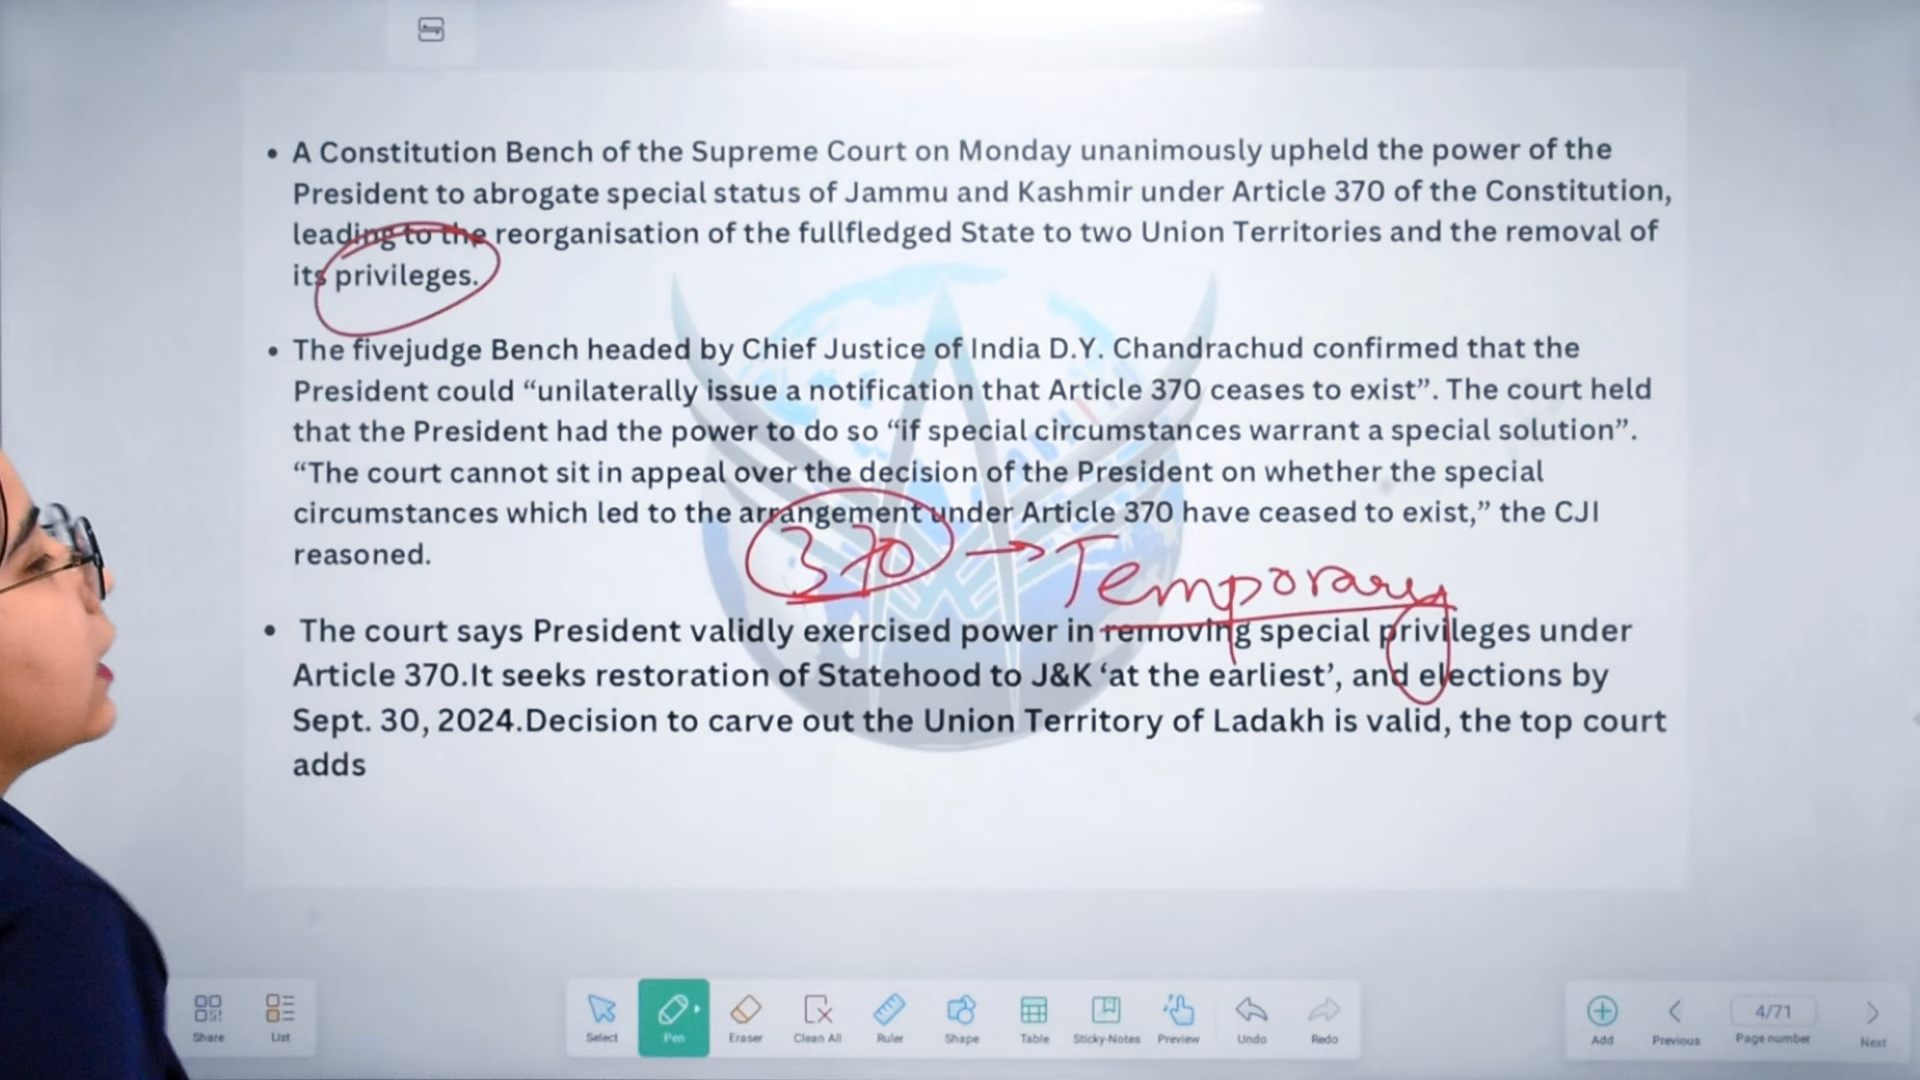 • A Constitution Bench of the Supreme Court on Monday unanimously upheld the power of the
President to abrogate special status of Jammu and Kashmir under Article 370 of the Constitution,
leading to the reorganisation of the fullfledged State to two Union Territories and the removal of
its privileges.
• The fivejudge Bench headed by Chief Justice of India D.Y. Chandrachud confirmed that the
President could “unilaterally issue a notification that Article 370 ceases to exist”. The court held
that the President had the power to do so “if special circumstances warrant a special solution”.
“The court cannot sit in appeal over the decision of the President on whether the special
circumstances which led to the arrangement under Article 370 have ceased to exist,” the CJI
reasoned.
370 → Temporary
• The court says President validly exercised power in removing special privileges under
Article 370.It seeks restoration of Statehood to J&K ‘at the earliest’, and elections by
Sept. 30, 2024.Decision to carve out the Union Territory of Ladakh is valid, the top court
adds
Share List Select Pen Eraser Clean All Ruler Shape Table Sticky-Notes Preview Undo Redo Add Previous 4/71 Page number Next